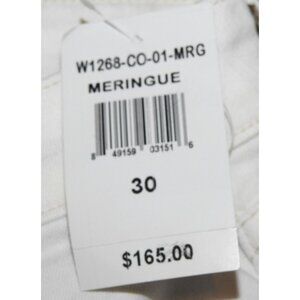 W1268-CO-01-MRG
MERINGUE
8 49159 03151 6
30
$165.00